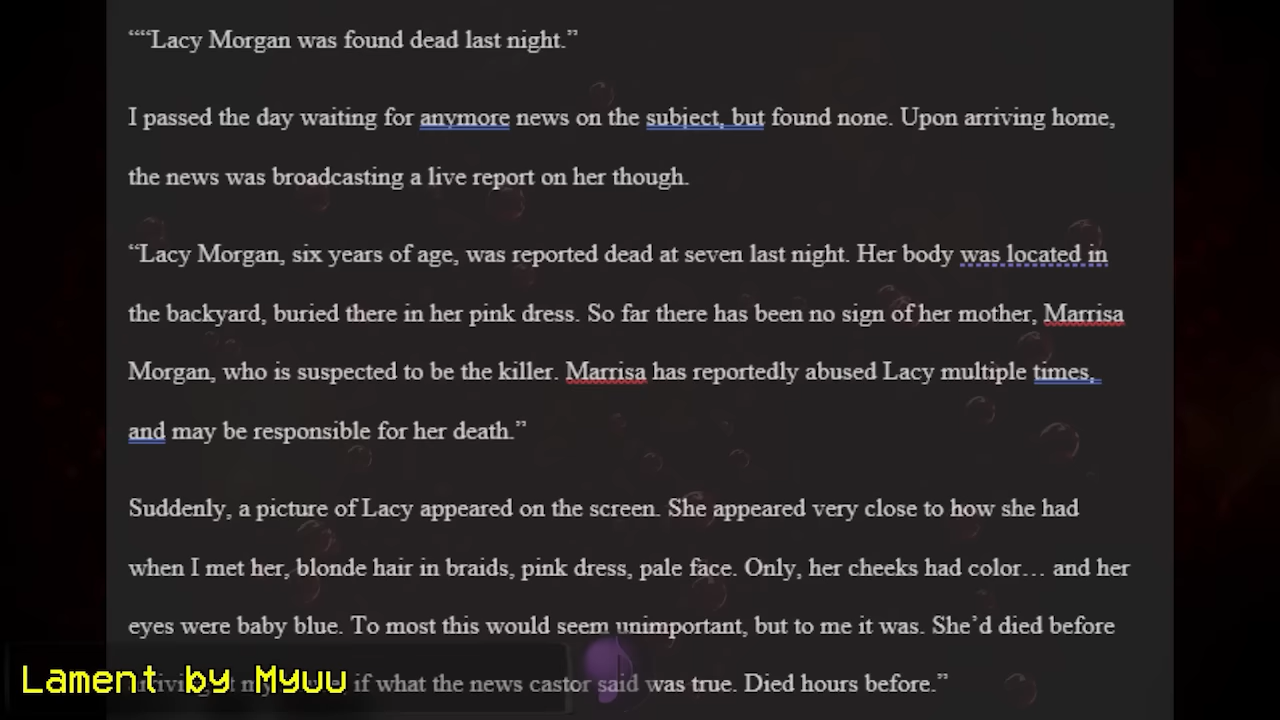 ““Lacy Morgan was found dead last night.”
I passed the day waiting for anymore news on the subject, but found none. Upon arriving home,
the news was broadcasting a live report on her though.
“Lacy Morgan, six years of age, was reported dead at seven last night. Her body was located in
the backyard, buried there in her pink dress. So far there has been no sign of her mother, Marrisa
Morgan, who is suspected to be the killer. Marrisa has reportedly abused Lacy multiple times,
and may be responsible for her death.”
Suddenly, a picture of Lacy appeared on the screen. She appeared very close to how she had
when I met her, blonde hair in braids, pink dress, pale face. Only, her cheeks had color… and her
eyes were baby blue. To most this would seem unimportant, but to me it was. She’d died before
if what the news castor said was true. Died hours before.”
Lament by Myuu